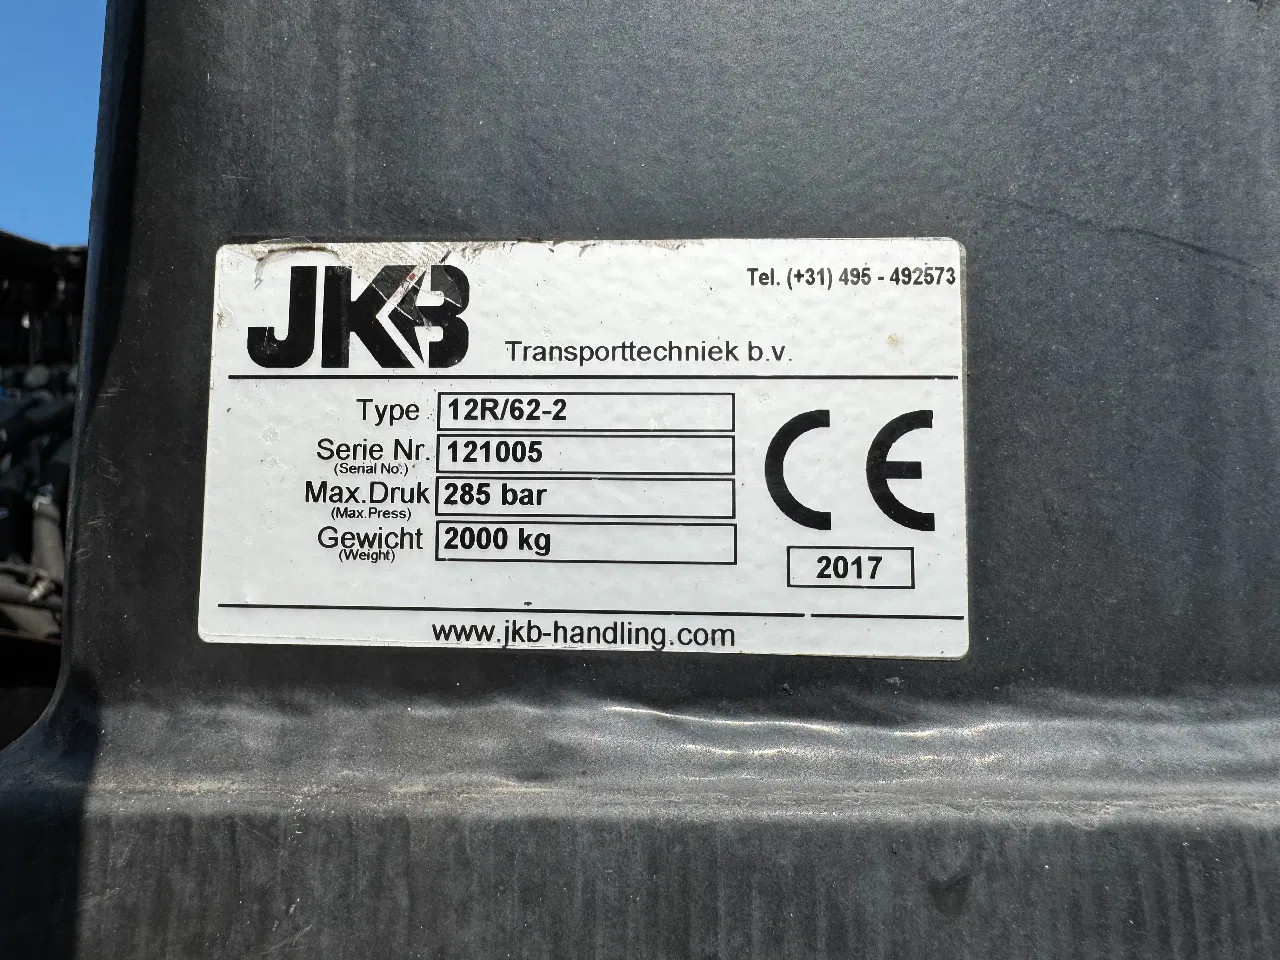 JKB
Tel. (+31) 495 - 492573
Transporttechniek b.v.
Type 12R/62-2
Serie Nr. 121005
(Serial No.)
Max.Druk 285 bar
(Max.Press)
Gewicht 2000 kg
(Weight)
CE
2017
www.jkb-handling.com